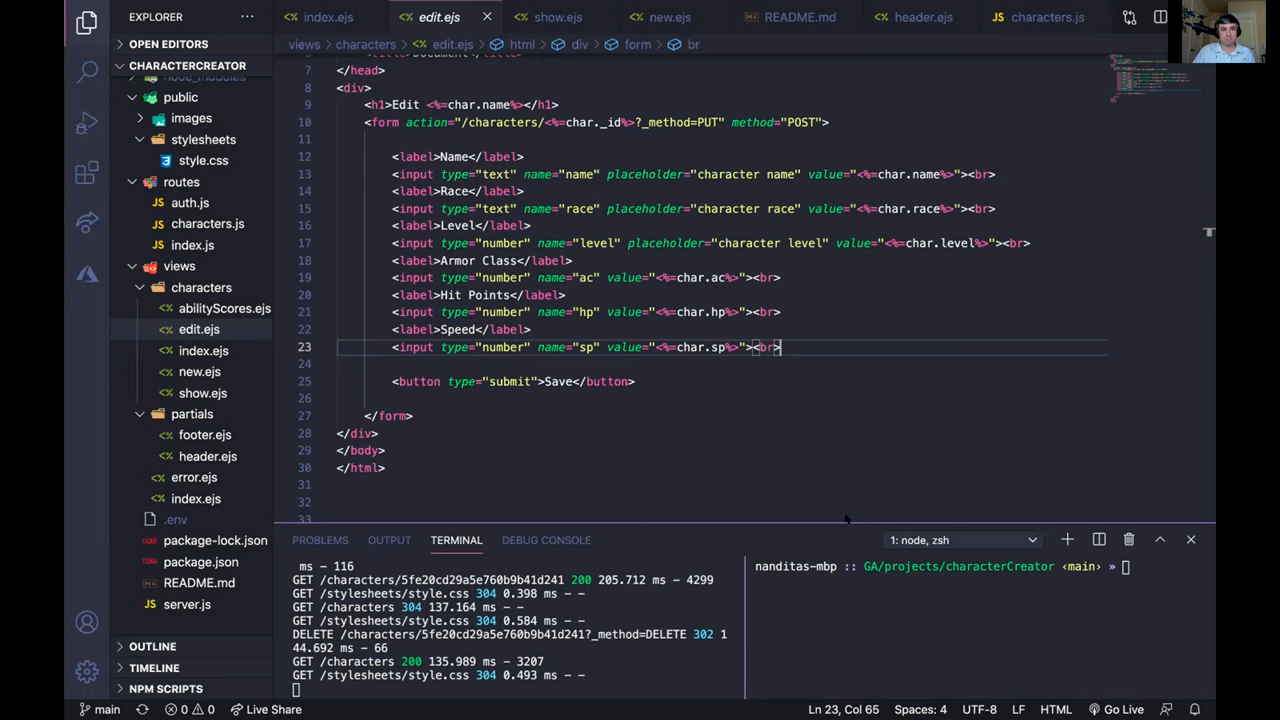 EXPLORER
index.ejs
edit.ejs
show.ejs
new.ejs
README.md
header.ejs
characters.js
OPEN EDITORS
CHARACTERCREATOR
node_modules
public
images
stylesheets
style.css
routes
auth.js
characters.js
index.js
views
characters
abilityScores.ejs
edit.ejs
index.ejs
new.ejs
show.ejs
partials
footer.ejs
header.ejs
error.ejs
index.ejs
.env
package-lock.json
package.json
README.md
server.js
OUTLINE
TIMELINE
NPM SCRIPTS
views > characters > edit.ejs > html > div > form > br
6 <title>Document</title>
7 </head>
8 <div>
9 <h1>Edit <%=char.name%></h1>
10 <form action="/characters/<%=char._id%>?_method=PUT" method="POST">
11
12 <label>Name</label>
13 <input type="text" name="name" placeholder="character name" value="<%=char.name%>"><br>
14 <label>Race</label>
15 <input type="text" name="race" placeholder="character race" value="<%=char.race%>"><br>
16 <label>Level</label>
17 <input type="number" name="level" placeholder="character level" value="<%=char.level%>"><br>
18 <label>Armor Class</label>
19 <input type="number" name="ac" value="<%=char.ac%>"><br>
20 <label>Hit Points</label>
21 <input type="number" name="hp" value="<%=char.hp%>"><br>
22 <label>Speed</label>
23 <input type="number" name="sp" value="<%=char.sp%>"><br>
24
25 <button type="submit">Save</button>
26
27 </form>
28 </div>
29 </body>
30 </html>
31
32
33
PROBLEMS OUTPUT TERMINAL DEBUG CONSOLE
1: node, zsh
ms - 116
GET /characters/5fe20cd29a5e760b9b41d241 200 205.712 ms - 4299
GET /stylesheets/style.css 304 0.398 ms - -
GET /characters 304 137.164 ms - -
GET /stylesheets/style.css 304 0.584 ms - -
DELETE /characters/5fe20cd29a5e760b9b41d241?_method=DELETE 302 1
44.692 ms - 66
GET /characters 200 135.989 ms - 3207
GET /stylesheets/style.css 304 0.493 ms - -
nanditas-mbp :: GA/projects/characterCreator ‹main› »
main
0 0
Live Share
Ln 23, Col 65
Spaces: 4
UTF-8
LF
HTML
Go Live